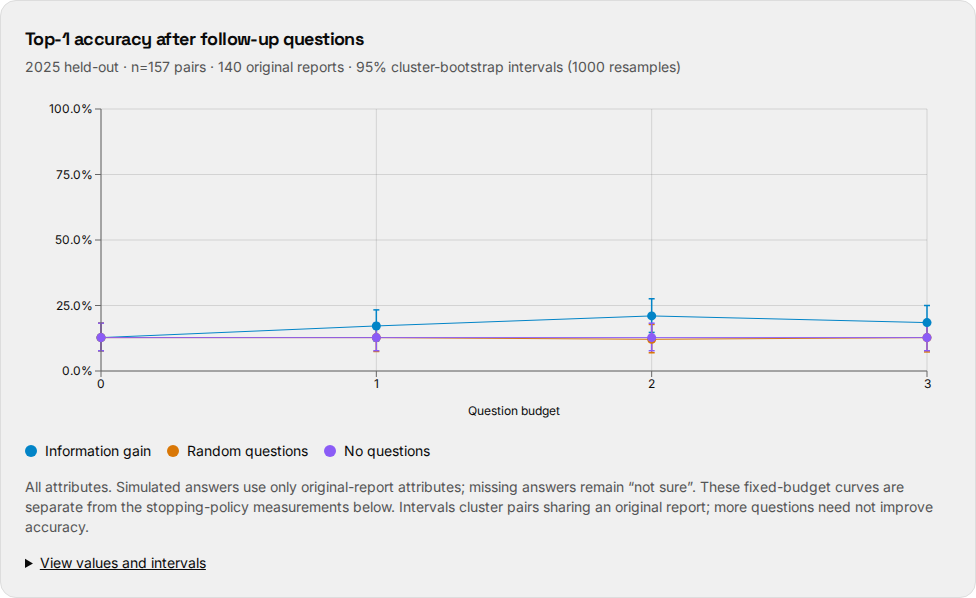 Top-1 accuracy after follow-up questions
2025 held-out · n=157 pairs · 140 original reports · 95% cluster-bootstrap intervals (1000 resamples)
100.0%
75.0%
50.0%
25.0%
0.0%
0
1
2
3
Question budget
Information gain
Random questions
No questions
All attributes. Simulated answers use only original-report attributes; missing answers remain “not sure”. These fixed-budget curves are
separate from the stopping-policy measurements below. Intervals cluster pairs sharing an original report; more questions need not improve
accuracy.
View values and intervals